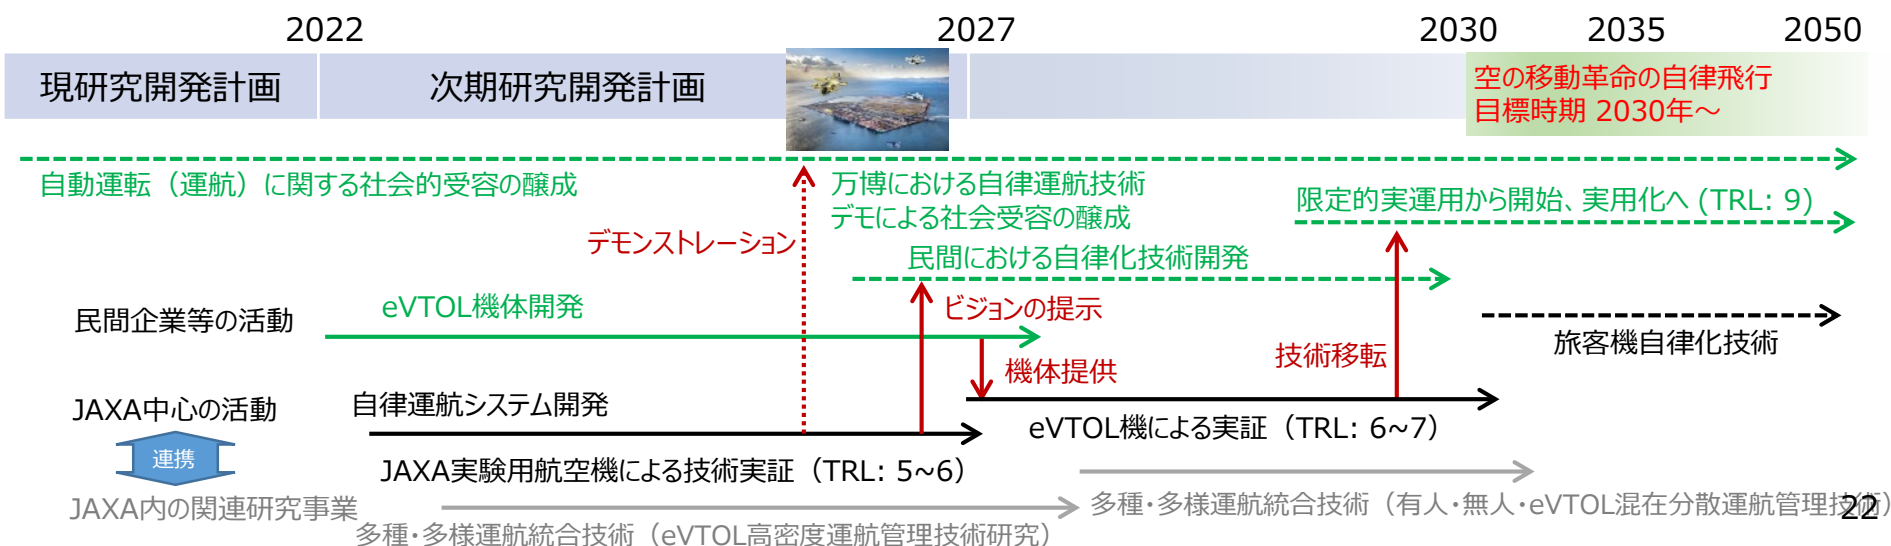 2022
2027
2030
2035
2050
現研究開発計画
次期研究開発計画
空の移動革命の自律飛行
目標時期 2030年～
自動運転（運航）に関する社会的受容の醸成
万博における自律運航技術
デモによる社会受容の醸成
限定的実運用から開始、実用化へ (TRL: 9)
デモンストレーション
民間における自律化技術開発
民間企業等の活動
eVTOL機体開発
ビジョンの提示
旅客機自律化技術
機体提供
技術移転
JAXA中心の活動
自律運航システム開発
eVTOL機による実証（TRL: 6~7）
連携
JAXA実験用航空機による技術実証（TRL: 5~6）
JAXA内の関連研究事業
多種・多様運航統合技術（有人・無人・eVTOL混在分散運航管理技術）
22
多種・多様運航統合技術（eVTOL高密度運航管理技術研究）